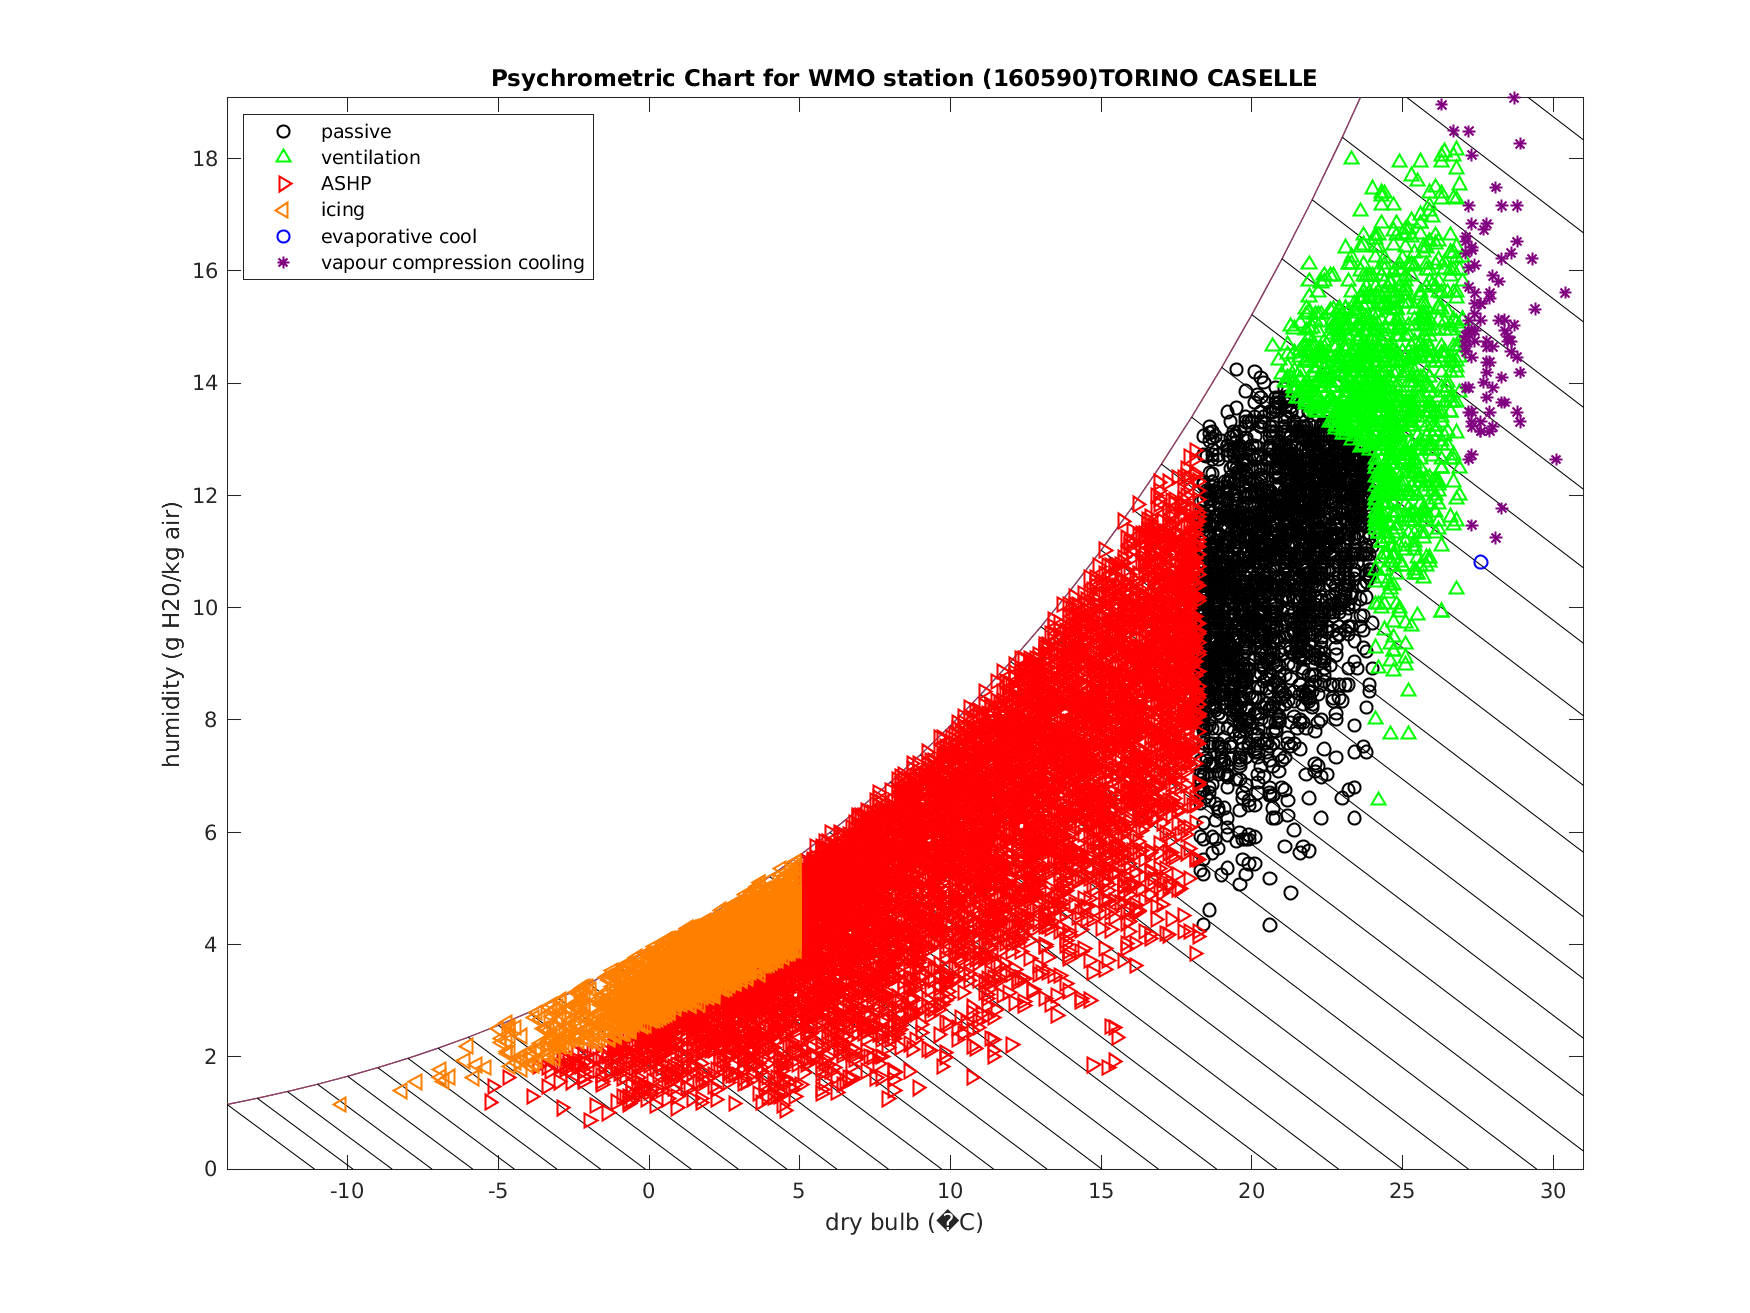 Psychrometric Chart for WMO station (160590)TORINO CASELLE
passive
ventilation
ASHP
icing
evaporative cool
vapour compression cooling
18
16
14
12
10
8
6
4
2
0
humidity (g H20/kg air)
-10 -5 0 5 10 15 20 25 30
dry bulb (�C)